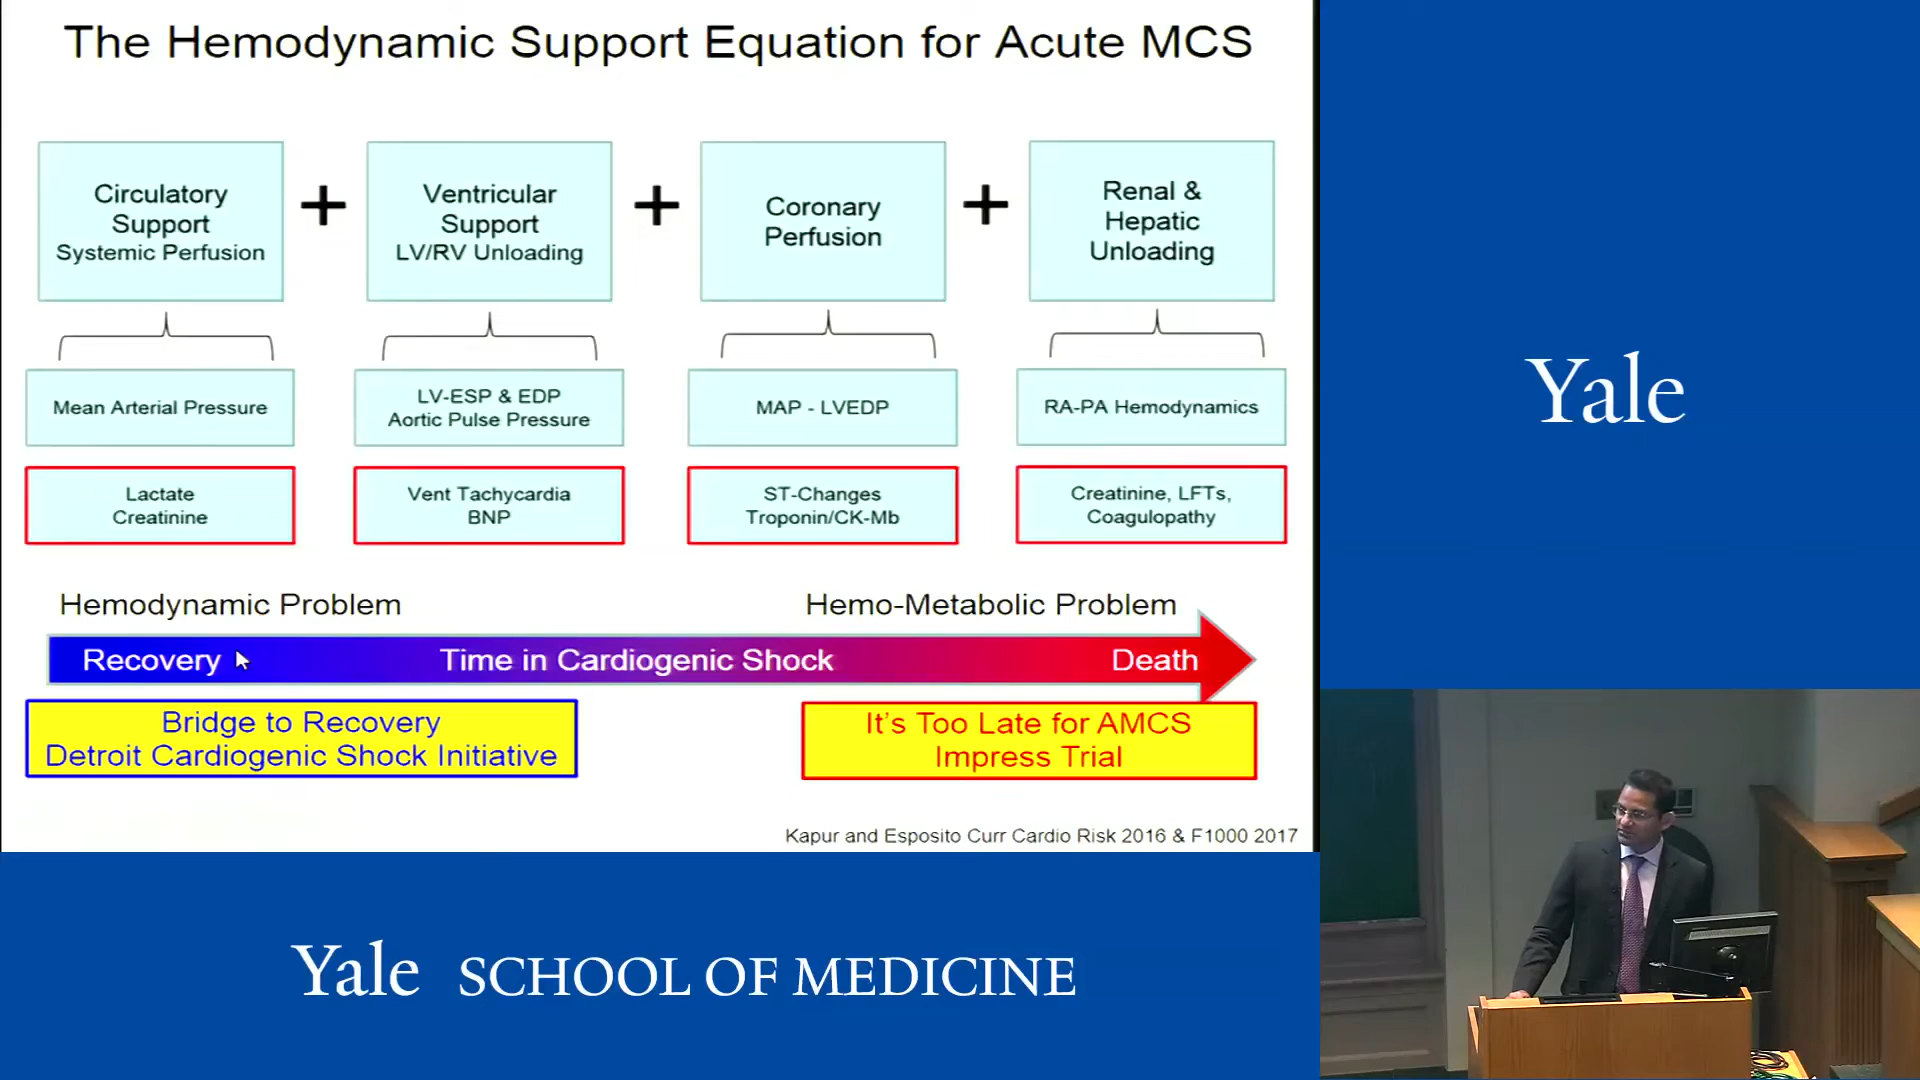 The Hemodynamic Support Equation for Acute MCS
Circulatory
Support
Systemic Perfusion
+
Ventricular
Support
LV/RV Unloading
+
Coronary
Perfusion
+
Renal &
Hepatic
Unloading
Mean Arterial Pressure
LV-ESP & EDP
Aortic Pulse Pressure
MAP - LVEDP
RA-PA Hemodynamics
Lactate
Creatinine
Vent Tachycardia
BNP
ST-Changes
Troponin/CK-Mb
Creatinine, LFTs,
Coagulopathy
Hemodynamic Problem
Hemo-Metabolic Problem
Recovery
Time in Cardiogenic Shock
Death
Bridge to Recovery
Detroit Cardiogenic Shock Initiative
It's Too Late for AMCS
Impress Trial
Kapur and Esposito Curr Cardio Risk 2016 & F1000 2017
Yale
Yale SCHOOL OF MEDICINE